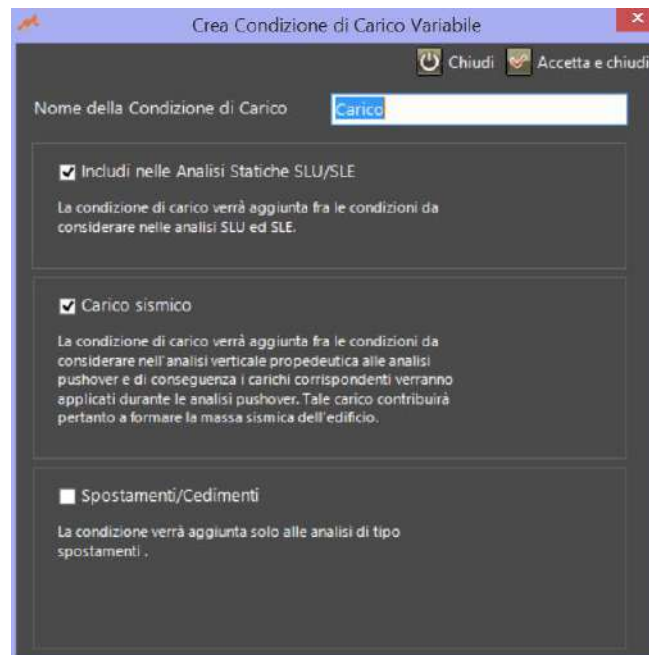 Crea Condizione di Carico Variabile
Chiudi Accetta e chiudi
Nome della Condizione di Carico Carico
Includi nelle Analisi Statiche SLU/SLE
La condizione di carico verrà aggiunta fra le condizioni da
considerare nelle analisi SLU ed SLE.
Carico sismico
La condizione di carico verrà aggiunta fra le condizioni da
considerare nell'analisi verticale propedeutica alle analisi
pushover e di conseguenza i carichi corrispondenti verranno
applicati durante le analisi pushover. Tale carico contribuirà
pertanto a formare la massa sismica dell'edificio.
Spostamenti/Cedimenti
La condizione verrà aggiunta solo alle analisi di tipo
spostamenti .